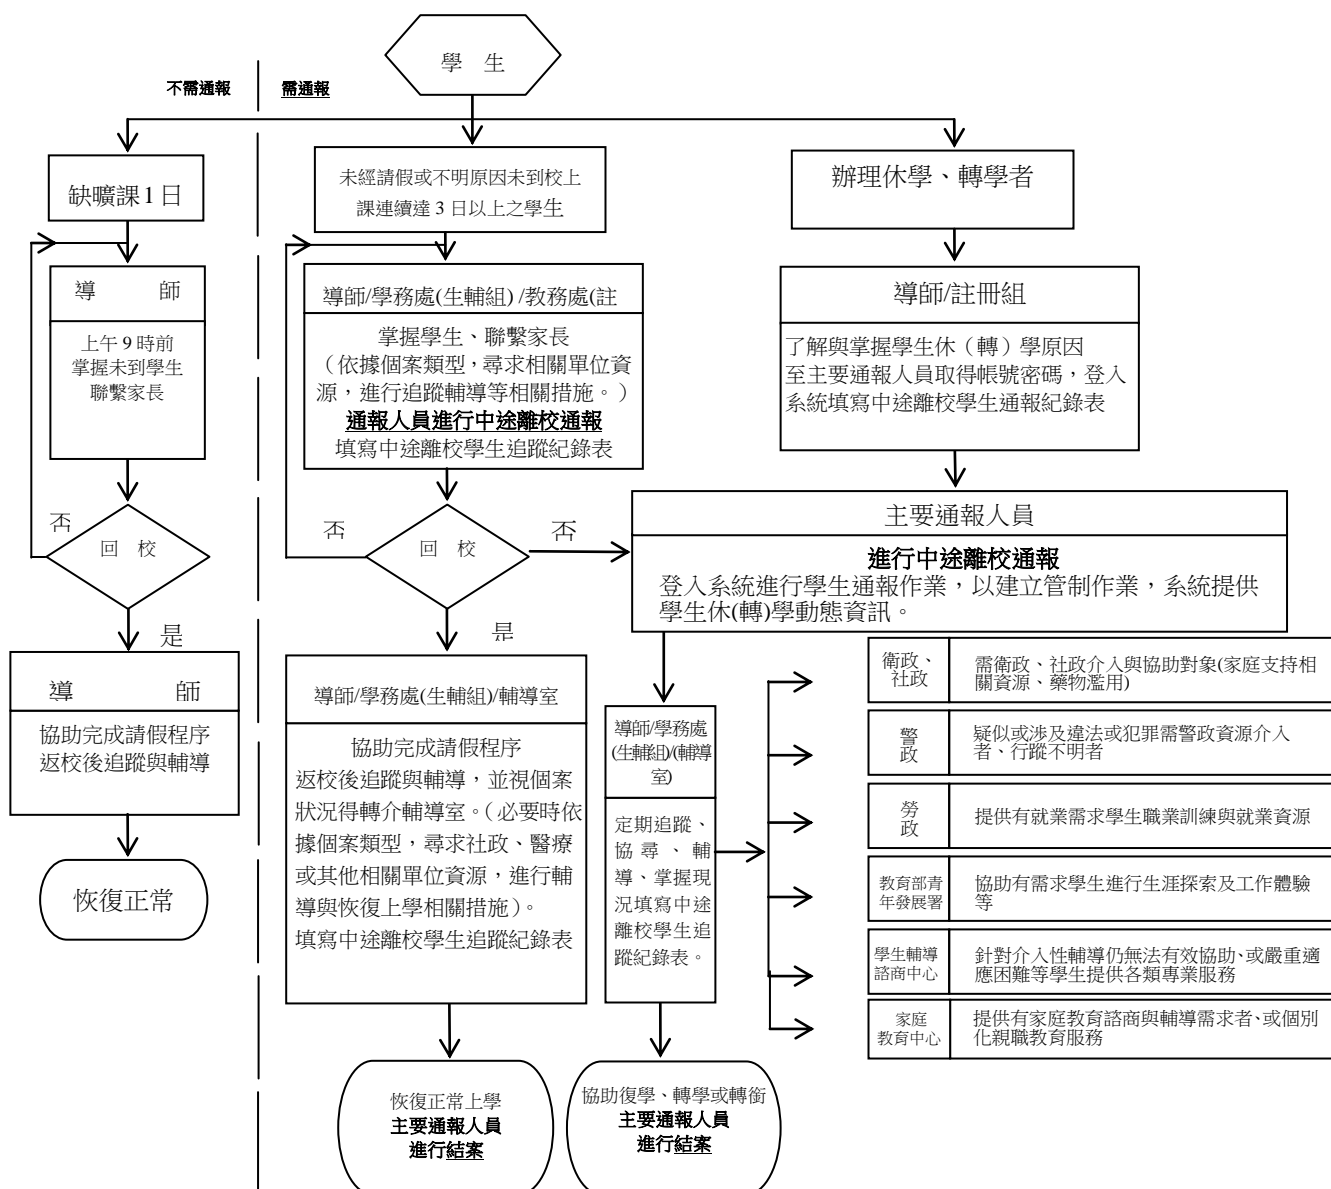 學 生
不需通報
需通報
缺曠課1日
未經請假或不明原因未到校上
課連續達 3 日以上之學生
辦理休學、轉學者
導 師
上午 9 時前
掌握未到學生
聯繫家長
導師/學務處(生輔組) /教務處(註
掌握學生、聯繫家長
（依據個案類型，尋求相關單位資
源，進行追蹤輔導等相關措施。）
通報人員進行中途離校通報
填寫中途離校學生追蹤紀錄表
導師/註冊組
了解與掌握學生休（轉）學原因
至主要通報人員取得帳號密碼，登入
系統填寫中途離校學生通報紀錄表
否
回 校
是
否
回 校
否
是
主要通報人員
進行中途離校通報
登入系統進行學生通報作業，以建立管制作業，系統提供
學生休(轉)學動態資訊。
導 師
協助完成請假程序
返校後追蹤與輔導
恢復正常
導師/學務處(生輔組)/輔導室
協助完成請假程序
返校後追蹤與輔導，並視個案
狀況得轉介輔導室。（必要時依
據個案類型，尋求社政、醫療
或其他相關單位資源，進行輔
導與恢復上學相關措施）。
填寫中途離校學生追蹤紀錄表
導師/學務處
(生輔組)/(輔導
室)
定期追蹤、
協尋、輔
導、掌握現
況填寫中途
離校學生追
蹤紀錄表。
衛政、
社政
需衛政、社政介入與協助對象(家庭支持相
關資源、藥物濫用)
警
政
疑似或涉及違法或犯罪需警政資源介入
者、行蹤不明者
勞
政
提供有就業需求學生職業訓練與就業資源
教育部青
年發展署
協助有需求學生進行生涯探索及工作體驗
等
學生輔導
諮商中心
針對介入性輔導仍無法有效協助、或嚴重適
應困難等學生提供各類專業服務
家庭
教育中心
提供有家庭教育諮商與輔導需求者、或個別
化親職教育服務
恢復正常上學
主要通報人員
進行結案
協助復學、轉學或轉銜
主要通報人員
進行結案